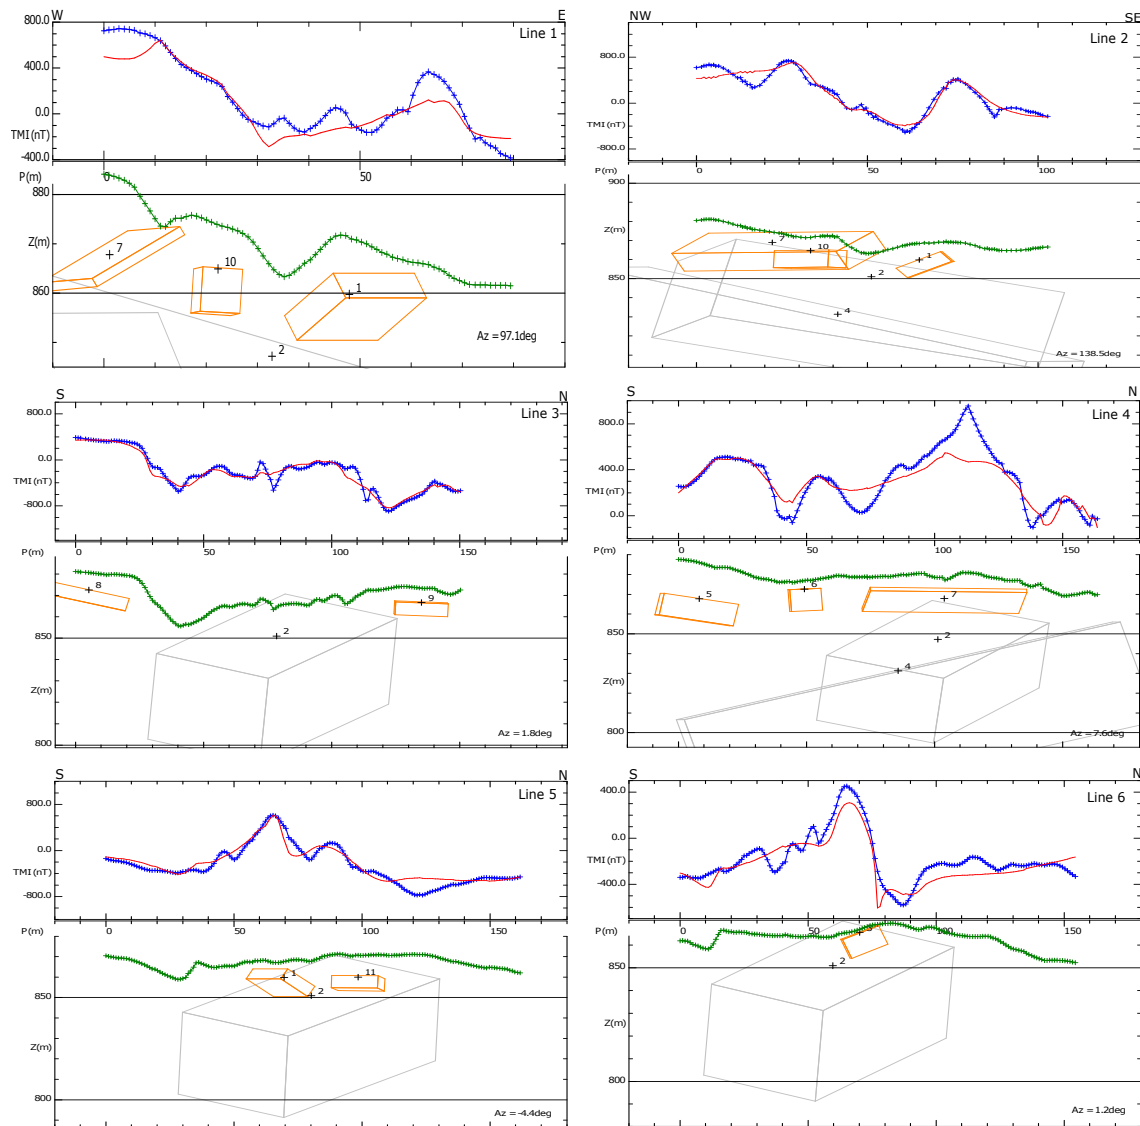 W E
800.0 Line 1
400.0
0.0
TMI(nT)
-400.0
P(m) 0 50
880
Z(m) 7
10
860 1
2
Az = 97.1deg
NW SE
Line 2
800.0
0.0
TMI(nT)
-800.0
P(m) 0 50 100
900
Z(m) 7
10
1
850 2
4
Az = 138.5deg
S N
800.0 Line 3
0.0
TMI(nT)
-800.0
P(m) 0 50 100 150
8
9
850 2
Z(m)
Az = 1.8deg
800
S N
Line 4
800.0
400.0
TMI(nT)
0.0
P(m) 0 50 100 150
5 6 7
850 2
4
Z(m)
800 Az = 7.6deg
S N
800.0 Line 5
0.0
TMI(nT)
-800.0
P(m) 0 50 100 150
1 11
850 2
Z(m)
800
Az = -4.4deg
S N
400.0 Line 6
0.0
TMI(nT)
-400.0
P(m) 0 50 100 150
850 2
Z(m)
800
Az = 1.2deg